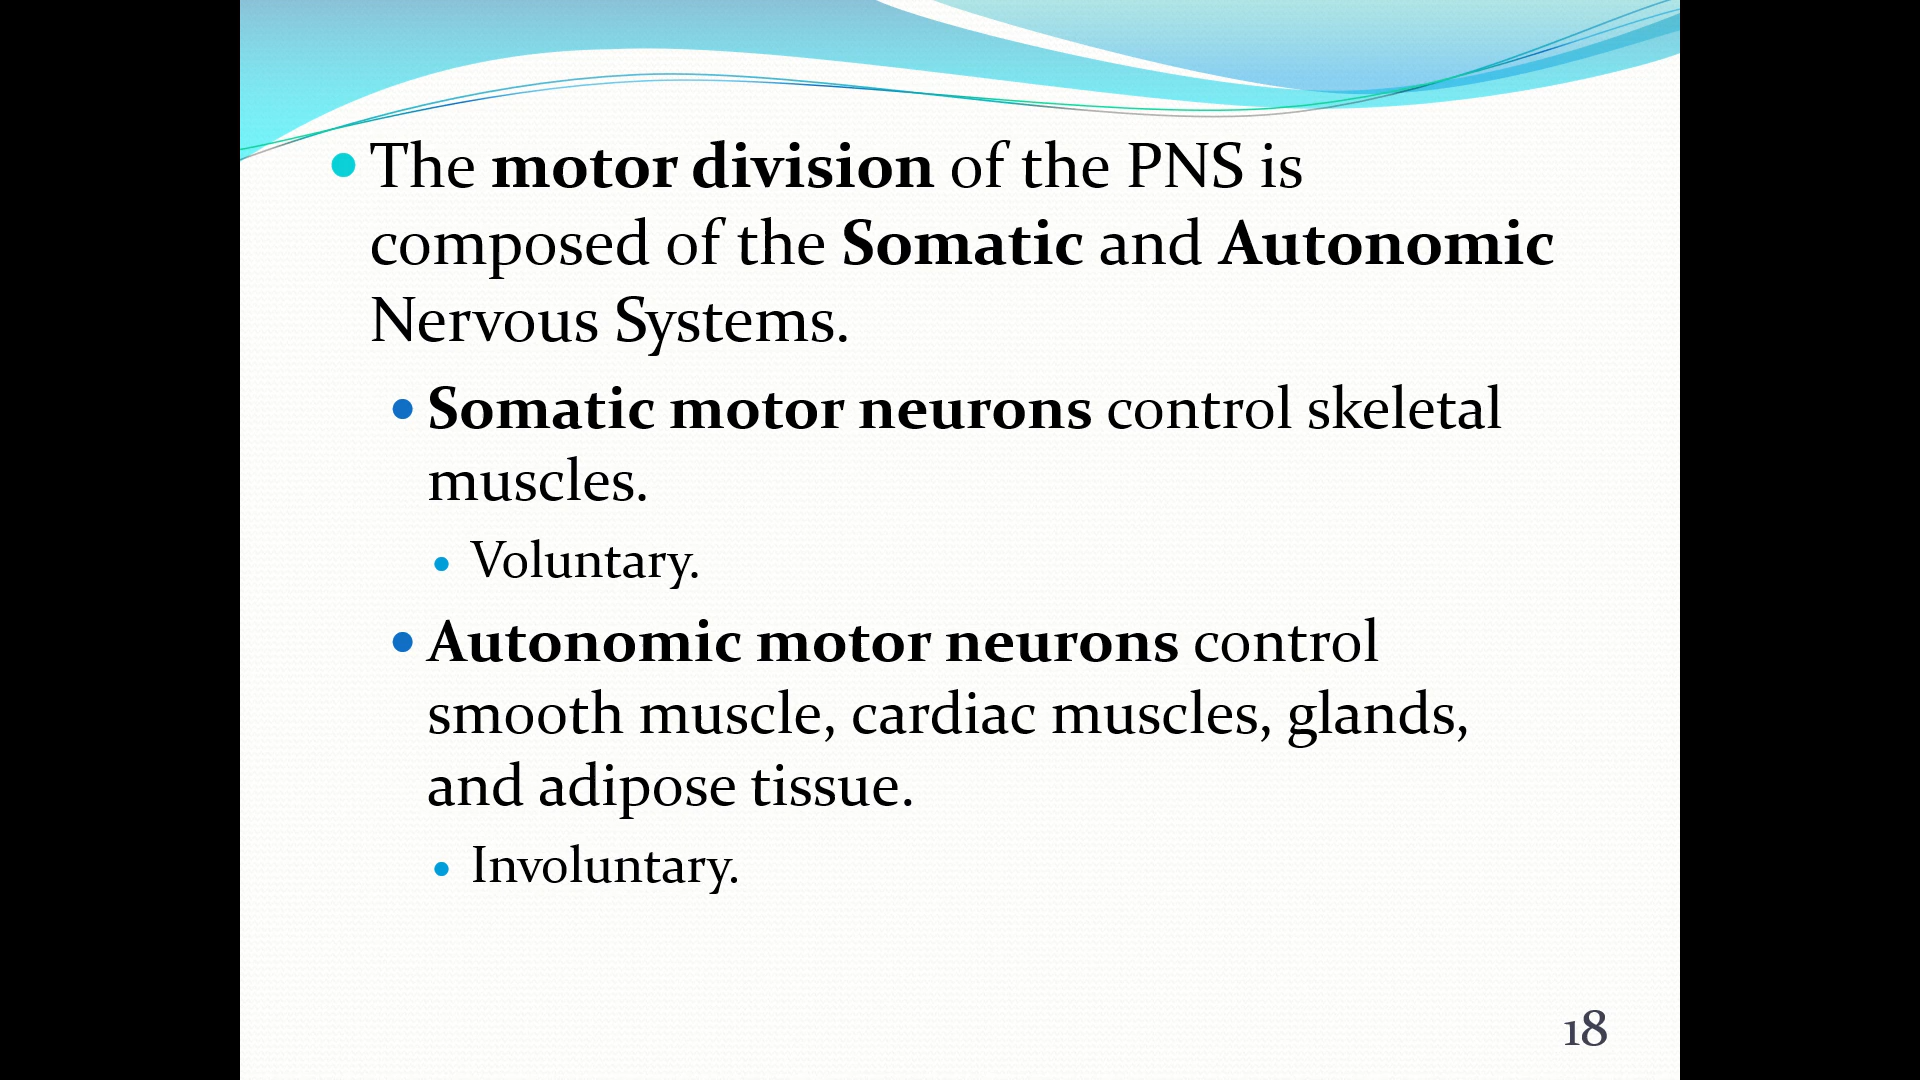 The motor division of the PNS is
composed of the Somatic and Autonomic
Nervous Systems.
Somatic motor neurons control skeletal
muscles.
Voluntary.
Autonomic motor neurons control
smooth muscle, cardiac muscles, glands,
and adipose tissue.
Involuntary.
18